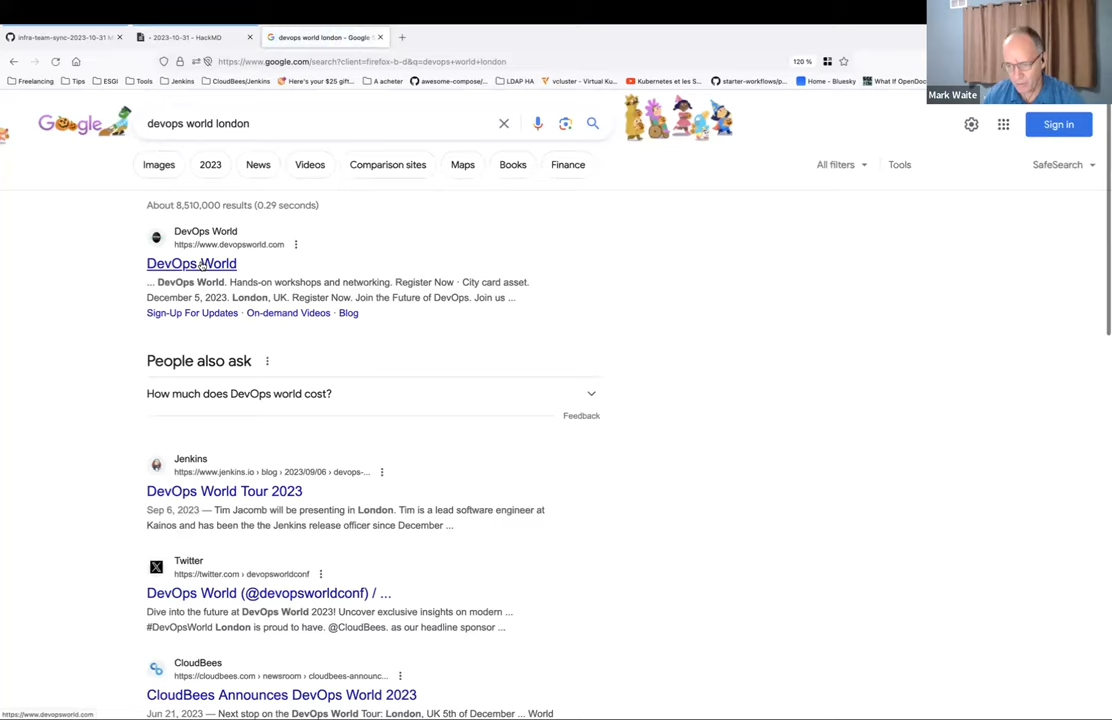 infra-team-sync-2023-10-31 M
- 2023-10-31 - HackMD
devops world london - Google S
https://www.google.com/search?client=firefox-b-d&q=devops+world+london
120 %
Freelancing
Tips
ESGI
Tools
Jenkins
CloudBees/Jenkins
Here's your $25 gift...
A acheter
awesome-compose/...
LDAP HA
vcluster - Virtual Ku...
Kubernetes et les S...
starter-workflows/p...
Home - Bluesky
What If OpenDoc
Mark Waite
Google
devops world london
Sign in
Images
2023
News
Videos
Comparison sites
Maps
Books
Finance
All filters
Tools
SafeSearch
About 8,510,000 results (0.29 seconds)
DevOps World
https://www.devopsworld.com
DevOps World
... DevOps World. Hands-on workshops and networking. Register Now · City card asset.
December 5, 2023. London, UK. Register Now. Join the Future of DevOps. Join us ...
Sign-Up For Updates · On-demand Videos · Blog
People also ask
How much does DevOps world cost?
Feedback
Jenkins
https://www.jenkins.io › blog › 2023/09/06 › devops-...
DevOps World Tour 2023
Sep 6, 2023 — Tim Jacomb will be presenting in London. Tim is a lead software engineer at
Kainos and has been the the Jenkins release officer since December ...
Twitter
https://twitter.com › devopsworldconf
DevOps World (@devopsworldconf) / ...
Dive into the future at DevOps World 2023! Uncover exclusive insights on modern ...
#DevOpsWorld London is proud to have. @CloudBees. as our headline sponsor ...
CloudBees
https://cloudbees.com › newsroom › cloudbees-announc...
CloudBees Announces DevOps World 2023
Jun 21, 2023 — Next stop on the DevOps World Tour: London, UK 5th of December ... World
https://www.devopsworld.com